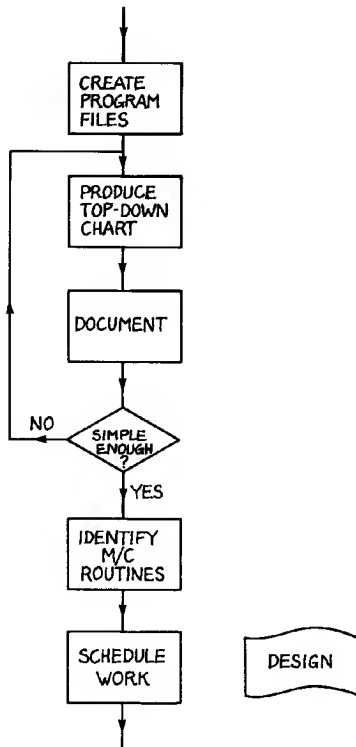 CREATE
PROGRAM
FILES
PRODUCE
TOP-DOWN
CHART
DOCUMENT
NO
SIMPLE
ENOUGH
?
YES
IDENTIFY
M/C
ROUTINES
SCHEDULE
WORK
DESIGN